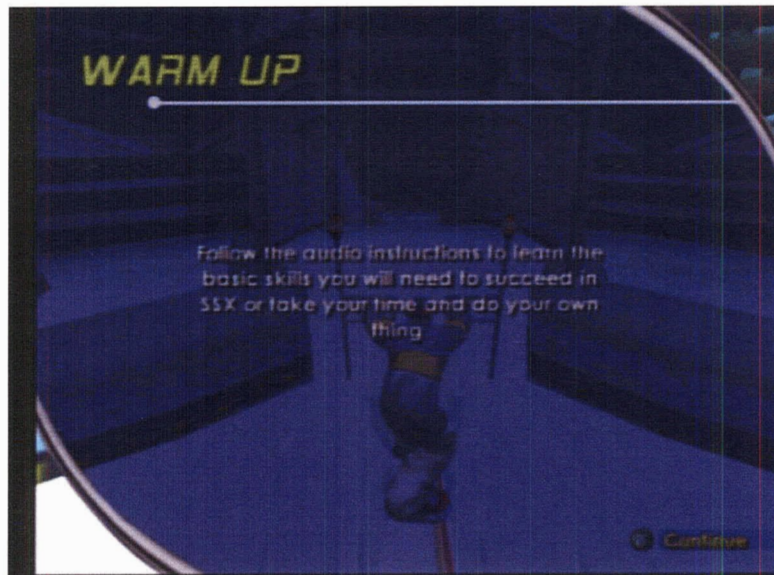 WARM UP
Follow the audio instructions to learn the
basic skills you will need to succeed in
SSX or take your time and do your own
thing
Continue